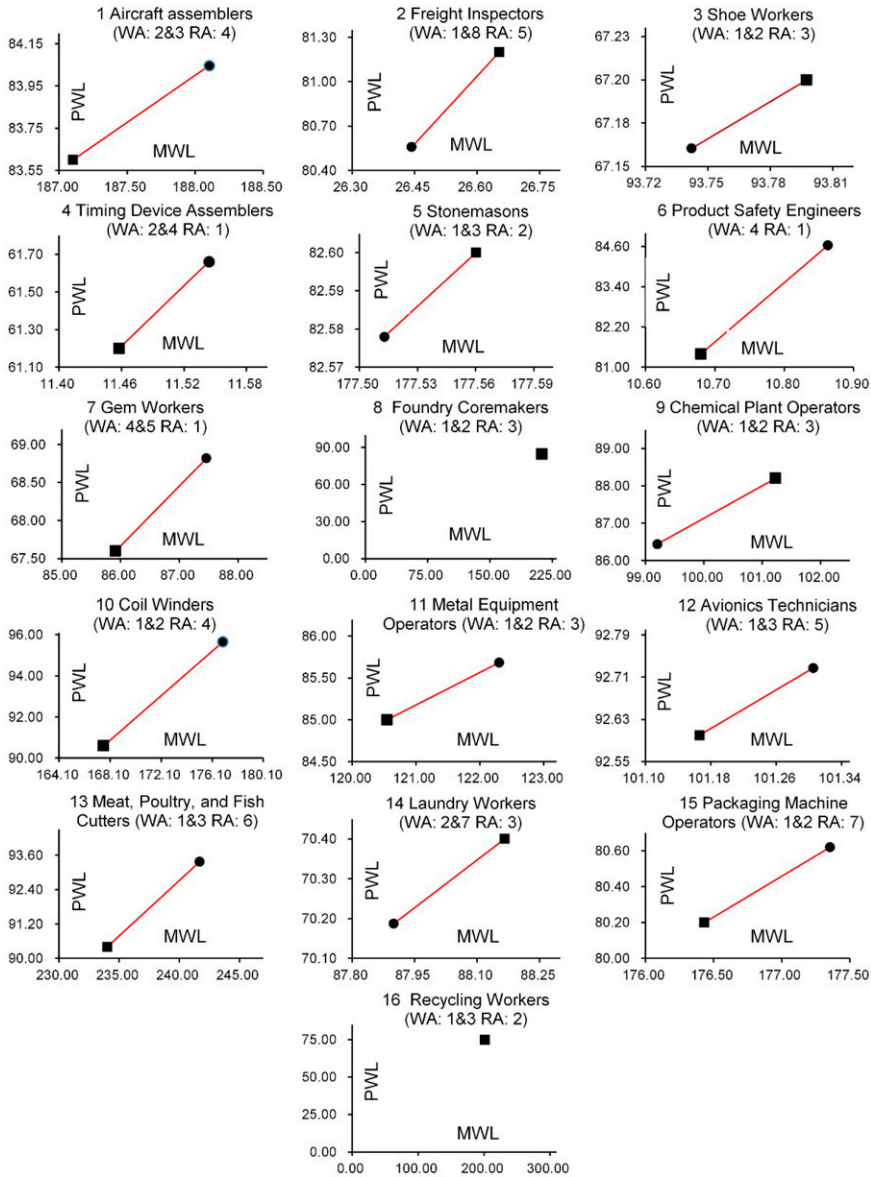 1 Aircraft assemblers
(WA: 2&3 RA: 4)
84.15
83.95
83.75
83.55
PWL
MWL
187.00 187.50 188.00 188.50
2 Freight Inspectors
(WA: 1&8 RA: 5)
81.30
81.00
80.70
80.40
PWL
MWL
26.30 26.45 26.60 26.75
3 Shoe Workers
(WA: 1&2 RA: 3)
67.23
67.20
67.18
67.15
PWL
MWL
93.72 93.75 93.78 93.81
4 Timing Device Assemblers
(WA: 2&4 RA: 1)
61.70
61.50
61.30
61.10
PWL
MWL
11.40 11.46 11.52 11.58
5 Stonemasons
(WA: 1&3 RA: 2)
82.60
82.59
82.58
82.57
PWL
MWL
177.50 177.53 177.56 177.59
6 Product Safety Engineers
(WA: 4 RA: 1)
84.60
83.40
82.20
81.00
PWL
MWL
10.60 10.70 10.80 10.90
7 Gem Workers
(WA: 4&5 RA: 1)
69.00
68.50
68.00
67.50
PWL
MWL
85.00 86.00 87.00 88.00
8 Foundry Coremakers
(WA: 1&2 RA: 3)
90.00
60.00
30.00
0.00
PWL
MWL
0.00 75.00 150.00 225.00
9 Chemical Plant Operators
(WA: 1&2 RA: 3)
89.00
88.00
87.00
86.00
PWL
MWL
99.00 100.00 101.00 102.00
10 Coil Winders
(WA: 1&2 RA: 4)
96.00
94.00
92.00
90.00
PWL
MWL
164.10 168.10 172.10 176.10 180.10
11 Metal Equipment
Operators (WA: 1&2 RA: 3)
86.00
85.50
85.00
84.50
PWL
MWL
120.00 121.00 122.00 123.00
12 Avionics Technicians
(WA: 1&3 RA: 5)
92.79
92.71
92.63
92.55
PWL
MWL
101.10 101.18 101.26 101.34
13 Meat, Poultry, and Fish
Cutters (WA: 1&3 RA: 6)
93.60
92.40
91.20
90.00
PWL
MWL
230.00 235.00 240.00 245.00
14 Laundry Workers
(WA: 2&7 RA: 3)
70.40
70.30
70.20
70.10
PWL
MWL
87.80 87.95 88.10 88.25
15 Packaging Machine
Operators (WA: 1&2 RA: 7)
80.60
80.40
80.20
80.00
PWL
MWL
176.00 176.50 177.00 177.50
16 Recycling Workers
(WA: 1&3 RA: 2)
75.00
50.00
25.00
0.00
PWL
MWL
0.00 100.00 200.00 300.00